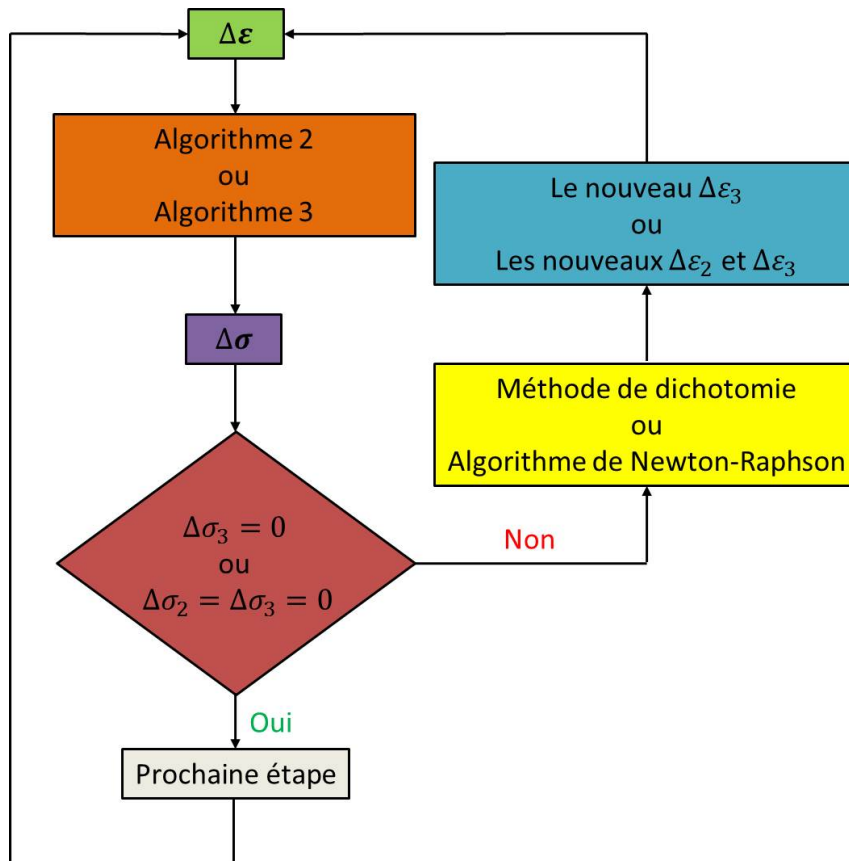 Δε
Algorithme 2
ou
Algorithme 3
Δσ
Δσ₃ = 0
ou
Δσ₂ = Δσ₃ = 0
Non
Oui
Prochaine étape
Méthode de dichotomie
ou
Algorithme de Newton-Raphson
Le nouveau Δε₃
ou
Les nouveaux Δε₂ et Δε₃